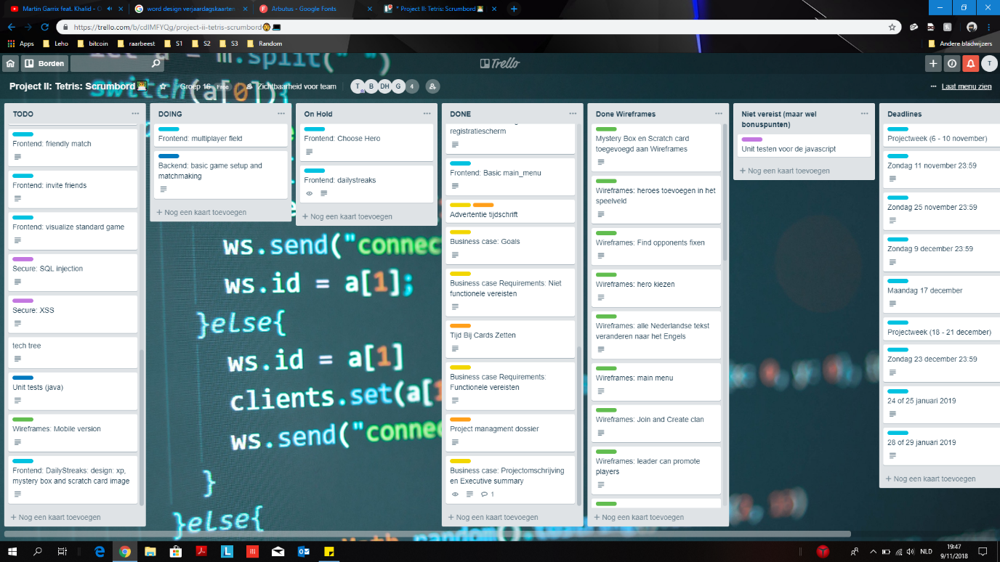 Martin Garrix feat. Khalid - O
word design verjaardagskaarten
Arbutus - Google Fonts
* Project II: Tetris: Scrumbord
https://trello.com/b/cdIMFYQg/project-ii-tetris-scrumbord
Apps
Leho
bitcoin
raarbeest
S1
S2
S3
Random
Andere bladwijzers
Borden
Trello
T
Project II: Tetris: Scrumbord
Groep 16
Free
Zichtbaarheid voor team
T
B
DH
G
4
Laat menu zien
TODO
Frontend: friendly match
Frontend: invite friends
Frontend: visualize standard game
Secure: SQL injection
Secure: XSS
tech tree
Unit tests (java)
Wireframes: Mobile version
Frontend: DailyStreaks: design: xp,
mystery box and scratch card image
+ Nog een kaart toevoegen
DOING
Frontend: multiplayer field
Backend: basic game setup and
matchmaking
+ Nog een kaart toevoegen
On Hold
Frontend: Choose Hero
Frontend: dailystreaks
+ Nog een kaart toevoegen
DONE
registratiescherm
Frontend: Basic main_menu
Advertentie tijdschrift
Business case: Goals
Business case Requirements: Niet
functionele vereisten
Tijd Bij Cards Zetten
Business case Requirements:
Functionele vereisten
Project managment dossier
Business case: Projectomschrijving
en Executive summary
1
+ Nog een kaart toevoegen
Done Wireframes
Mystery Box en Scratch card
toegevoegd aan Wireframes
Wireframes: heroes toevoegen in het
speelveld
Wireframes: Find opponents fixen
Wireframes: hero kiezen
Wireframes: alle Nederlandse tekst
veranderen naar het Engels
Wireframes: main menu
Wireframes: Join and Create clan
Wireframes: leader can promote
players
+ Nog een kaart toevoegen
Niet vereist (maar wel
bonuspunten)
Unit testen voor de javascript
+ Nog een kaart toevoegen
Deadlines
Projectweek (6 - 10 november)
Zondag 11 november 23:59
Zondag 25 november 23:59
Zondag 9 december 23:59
Maandag 17 december
Projectweek (18 - 21 december)
Zondag 23 december 23:59
24 of 25 januari 2019
28 of 29 januari 2019
+ Nog een kaart toevoegen
m.split(" ")
switch(a[0]){
ws.send("connec
ws.id = a[1];
}else{
ws.id = a[1]
clients.set(a[1
ws.send("connec
}
}else{
NLD
19:47
9/11/2018